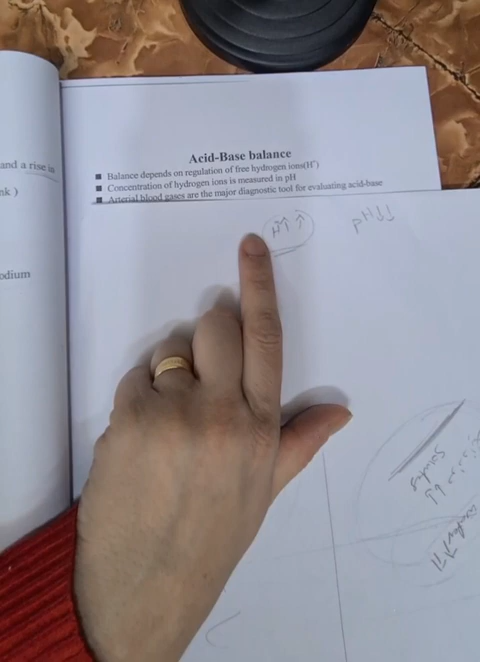 and a rise in
nk )
odium
Acid-Base balance
■ Balance depends on regulation of free hydrogen ions(H⁺)
■ Concentration of hydrogen ions is measured in pH
■ Arterial blood gases are the major diagnostic tool for evaluating acid-base
H⁺↑ ↑
pH↓↓